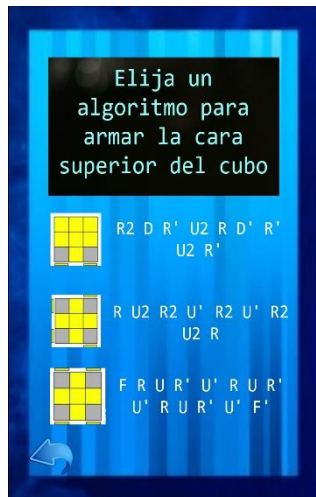 Elija un
algoritmo para
armar la cara
superior del cubo
R2 D R' U2 R D' R'
U2 R'
R U2 R2 U' R2 U' R2
U2 R
F R U R' U' R U R'
U' R U R' U' F'